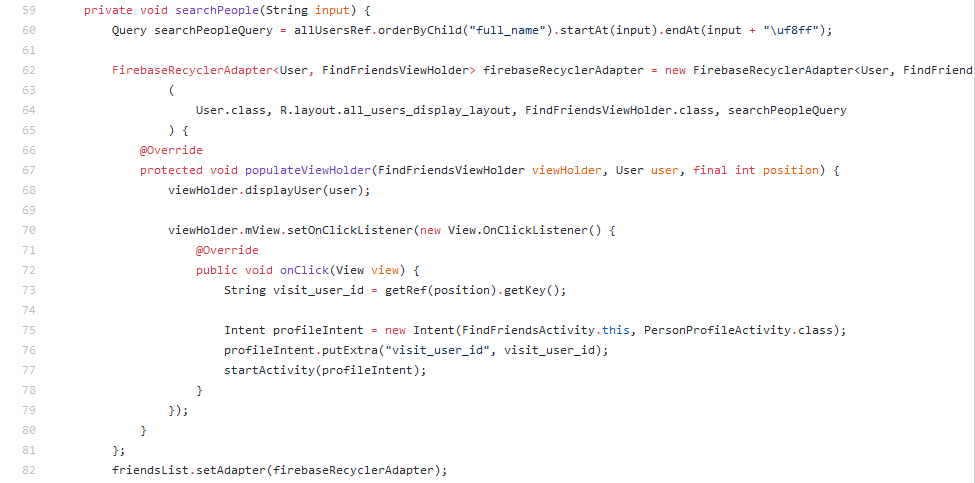 59 private void searchPeople(String input) {
60 Query searchPeopleQuery = allUsersRef.orderByChild("full_name").startAt(input).endAt(input + "\uf8ff");
61
62 FirebaseRecyclerAdapter<User, FindFriendsViewHolder> firebaseRecyclerAdapter = new FirebaseRecyclerAdapter<User, FindFriend
63 (
64 User.class, R.layout.all_users_display_layout, FindFriendsViewHolder.class, searchPeopleQuery
65 ) {
66 @Override
67 protected void populateViewHolder(FindFriendsViewHolder viewHolder, User user, final int position) {
68 viewHolder.displayUser(user);
69
70 viewHolder.mView.setOnClickListener(new View.OnClickListener() {
71 @Override
72 public void onClick(View view) {
73 String visit_user_id = getRef(position).getKey();
74
75 Intent profileIntent = new Intent(FindFriendsActivity.this, PersonProfileActivity.class);
76 profileIntent.putExtra("visit_user_id", visit_user_id);
77 startActivity(profileIntent);
78 }
79 });
80 }
81 };
82 friendsList.setAdapter(firebaseRecyclerAdapter);